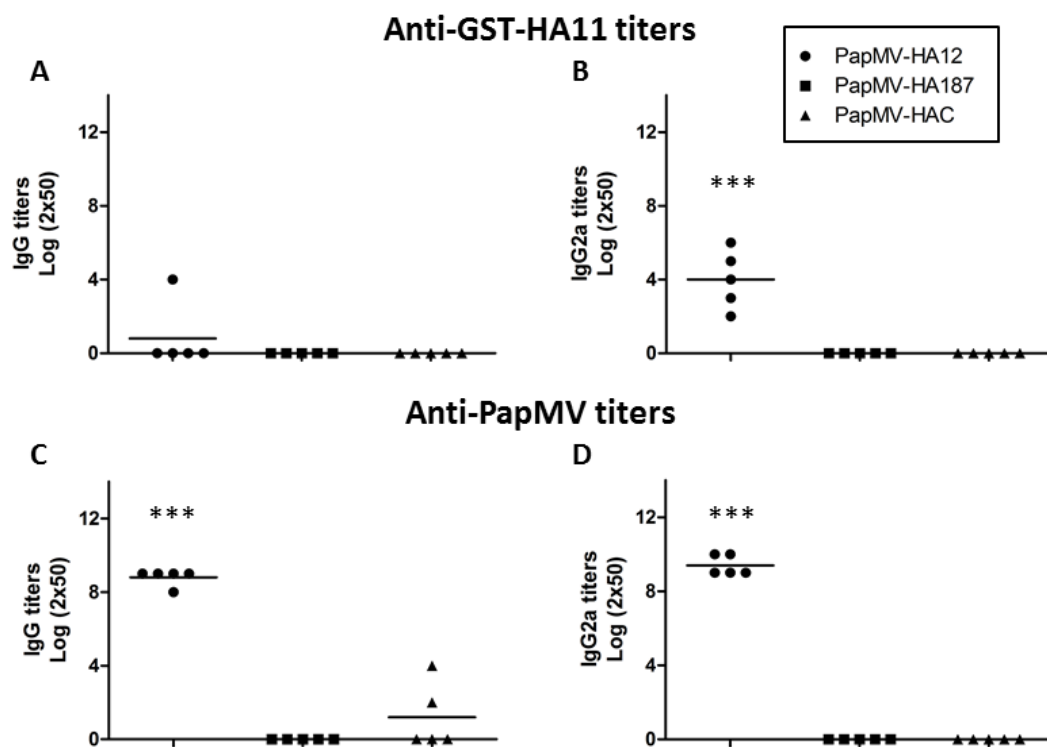 Anti-GST-HA11 titers
PapMV-HA12
PapMV-HA187
PapMV-HAC
A
B
IgG titers
Log (2x50)
12
8
4
0
IgG2a titers
Log (2x50)
12
8
4
0
***
Anti-PapMV titers
C
D
IgG titers
Log (2x50)
12
8
4
0
***
IgG2a titers
Log (2x50)
12
8
4
0
***